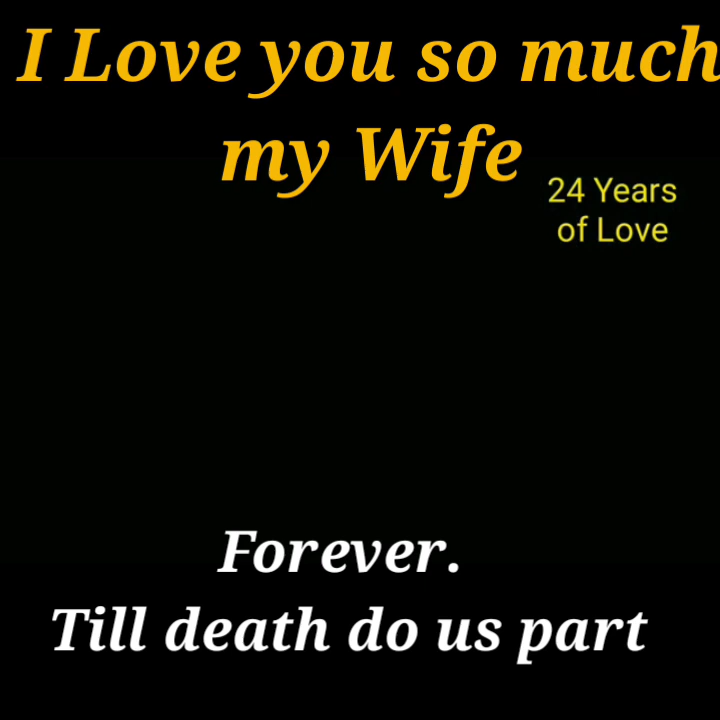 I Love you so much
my Wife
24 Years
of Love
Forever.
Till death do us part